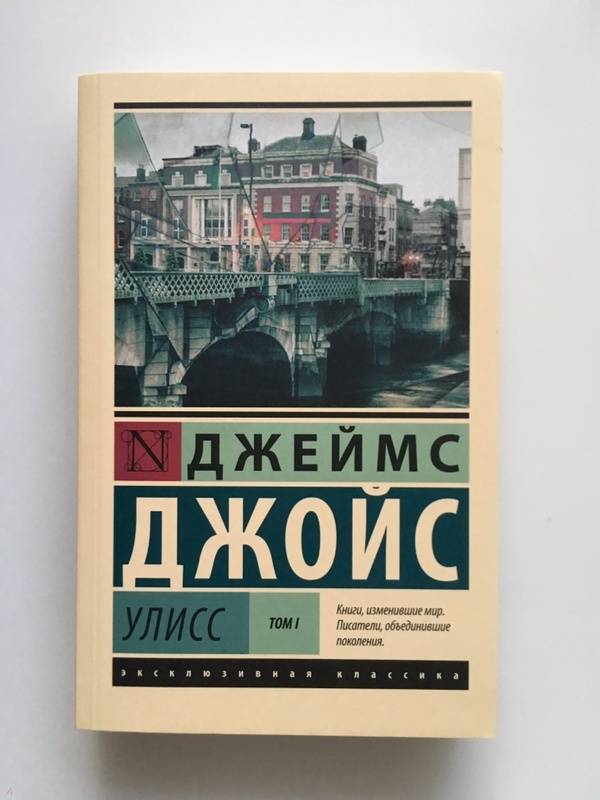 N ДЖЕЙМС
ДЖОЙС
УЛИСС
ТОМ I
Книги, изменившие мир.
Писатели, объединившие
поколения.
эксклюзивная классика